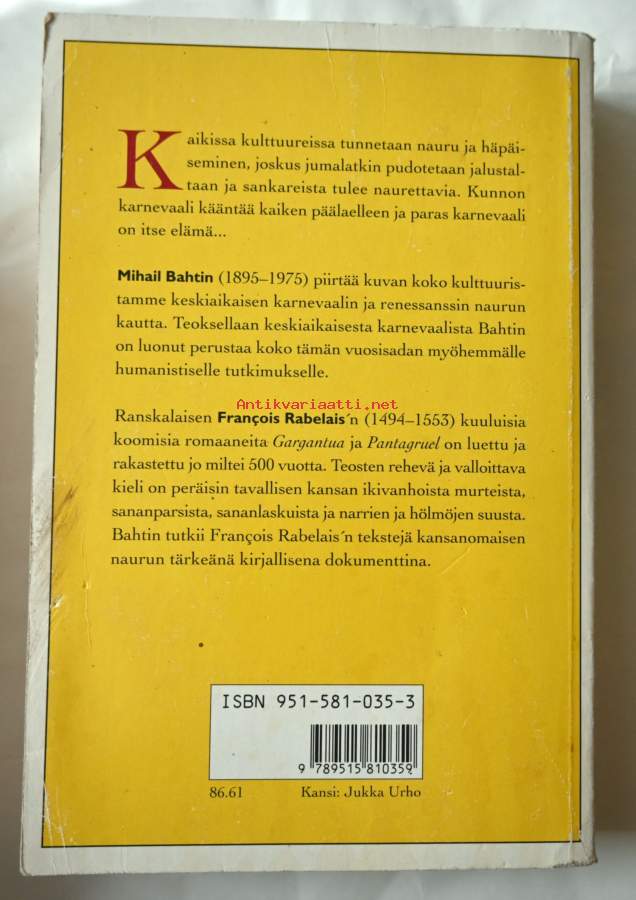 Kaikissa kulttuureissa tunnetaan nauru ja häpäi-
seminen, joskus jumalatkin pudotetaan jalustal-
taan ja sankareista tulee naurettavia. Kunnon
karnevaali kääntää kaiken päälaelleen ja paras karnevaali
on itse elämä...
Mihail Bahtin (1895–1975) piirtää kuvan koko kulttuuris-
tamme keskiaikaisen karnevaalin ja renessanssin naurun
kautta. Teoksellaan keskiaikaisesta karnevaalista Bahtin
on luonut perustaa koko tämän vuosisadan myöhemmälle
humanistiselle tutkimukselle.
Antikvariaatti.net
Ranskalaisen François Rabelais´n (1494–1553) kuuluisia
koomisia romaaneita Gargantua ja Pantagruel on luettu ja
rakastettu jo miltei 500 vuotta. Teosten rehevä ja valloittava
kieli on peräisin tavallisen kansan ikivanhoista murteista,
sananparsista, sananlaskuista ja narrien ja hölmöjen suusta.
Bahtin tutkii François Rabelais´n tekstejä kansanomaisen
naurun tärkeänä kirjallisena dokumenttina.
ISBN 951-581-035-3
9 789515 810359
86.61 Kansi: Jukka Urho